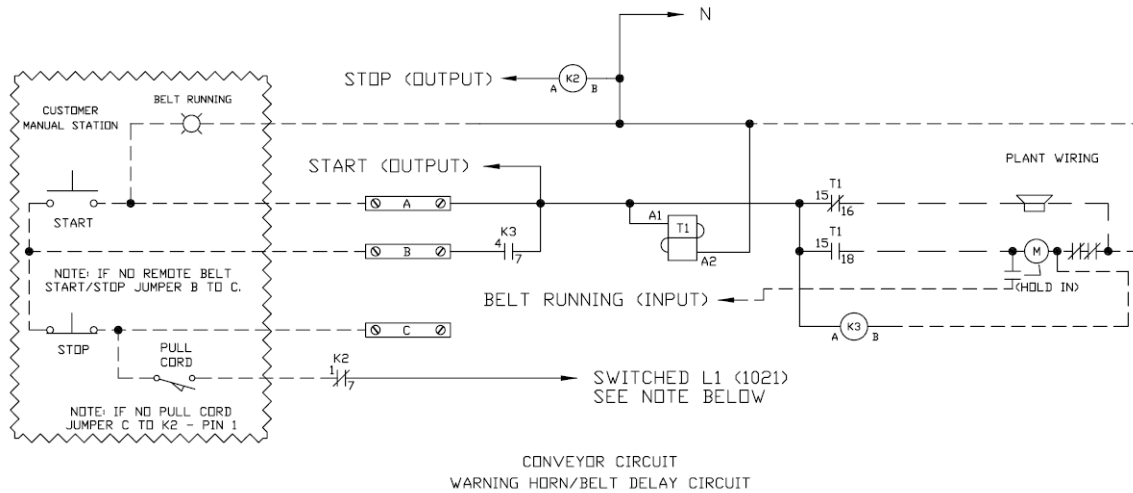 N
STOP (OUTPUT)
K2
A
B
BELT RUNNING
CUSTOMER
MANUAL STATION
START (OUTPUT)
PLANT WIRING
A
T1
15
16
START
A1
T1
K3
4
7
B
T1
15
18
A2
M
NOTE: IF NO REMOTE BELT
START/STOP JUMPER B TO C.
BELT RUNNING (INPUT)
(HOLD IN)
C
K3
A
B
STOP
PULL
CORD
K2
1
7
SWITCHED L1 (1021)
SEE NOTE BELOW
NOTE: IF NO PULL CORD
JUMPER C TO K2 - PIN 1
CONVEYOR CIRCUIT
WARNING HORN/BELT DELAY CIRCUIT